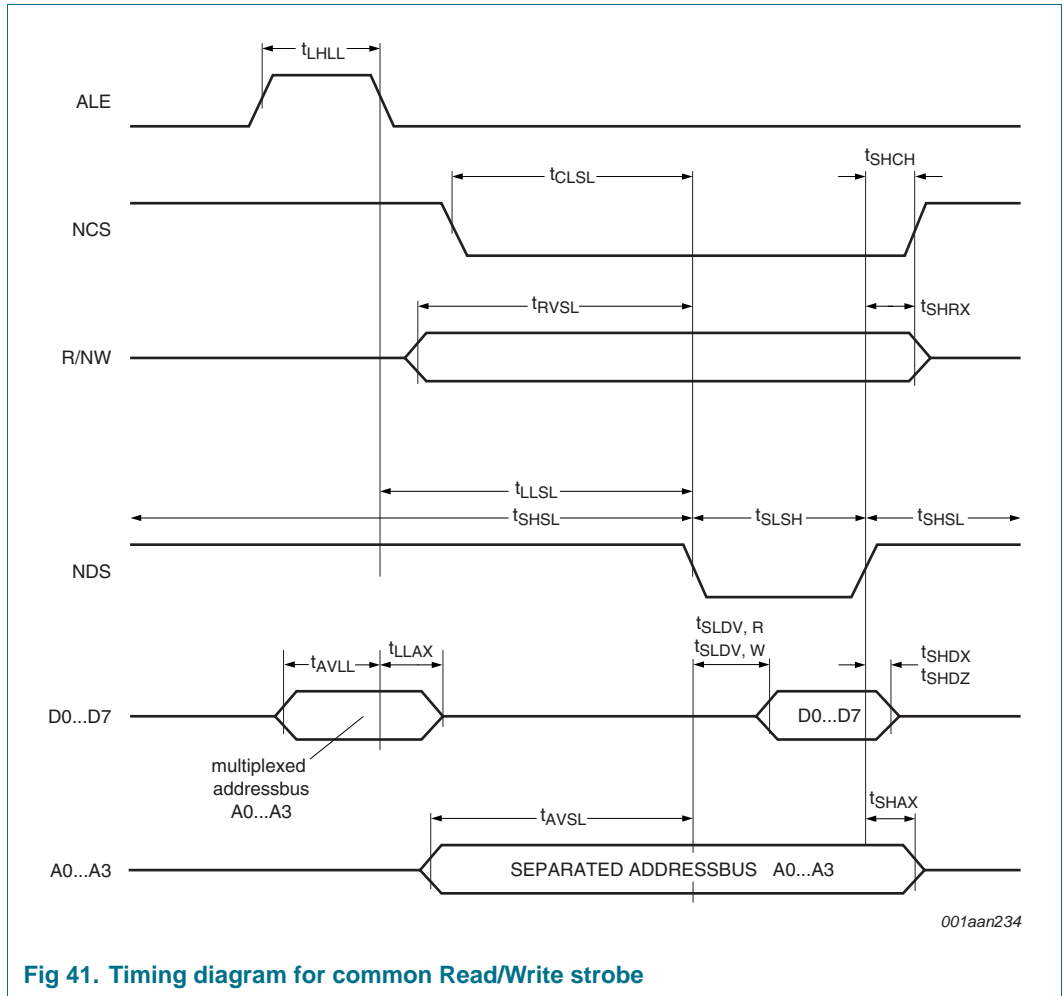 tLHLL
ALE
tSHCH
tCLSL
NCS
tRVSL
tSHRX
R/NW
tLLSL
tSHSL tSLSH tSHSL
NDS
tSLDV, R
tSLDV, W
tAVLL tLLAX
tSHDX
tSHDZ
D0...D7
D0...D7
multiplexed
addressbus
A0...A3
tSHAX
tAVSL
A0...A3
SEPARATED ADDRESSBUS A0...A3
001aan234
Fig 41. Timing diagram for common Read/Write strobe